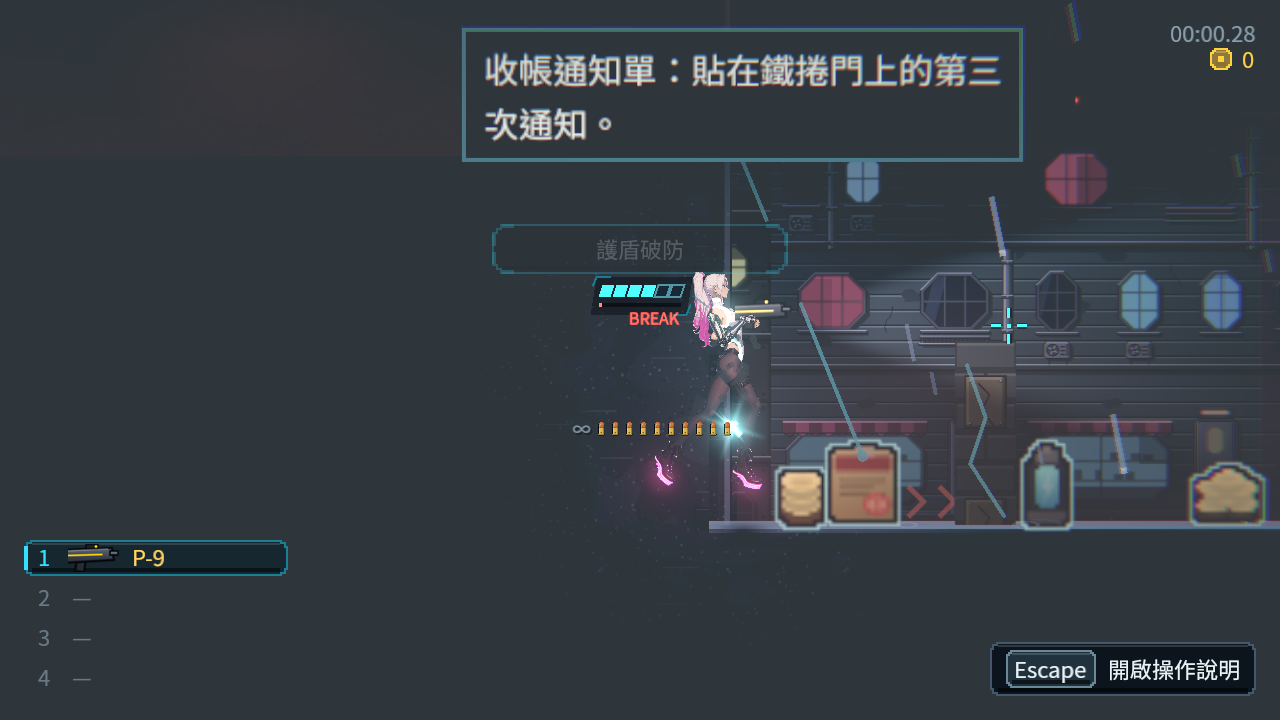 收帳通知單：貼在鐵捲門上的第三
次通知。
00:00.28
0
護盾破防
BREAK
∞
1 P-9
2 —
3 —
4 —
Escape 開啟操作說明